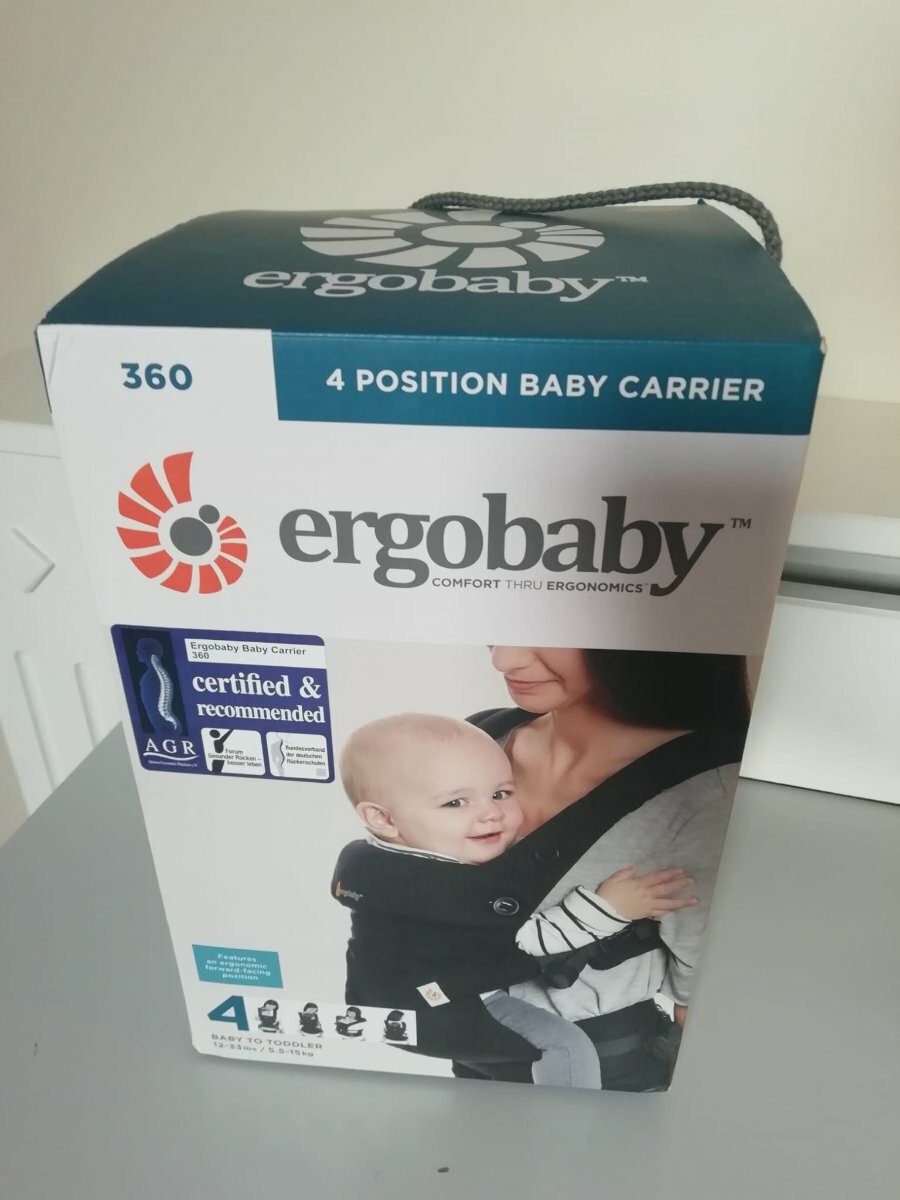 ergobaby™
360
4 POSITION BABY CARRIER
ergobaby™
COMFORT THRU ERGONOMICS™
Ergobaby Baby Carrier
360
certified &
recommended
AGR
Forum
Gesunder Rücken –
besser leben
Bundesverband
der deutschen
Rückenschulen
Features
an ergonomic
forward-facing
position
4
BABY TO TODDLER
12-33lbs / 5.5-15kg